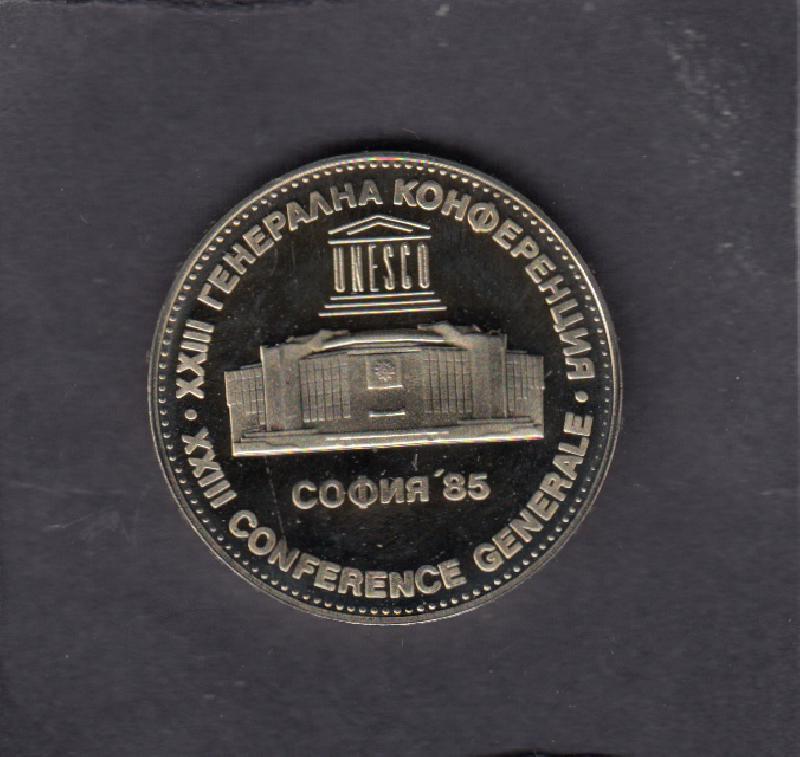 XXIII ГЕНЕРАЛНА КОНФЕРЕНЦИЯ •
UNESCO
СОФИЯ '85
XXIII CONFERENCE GENERALE •